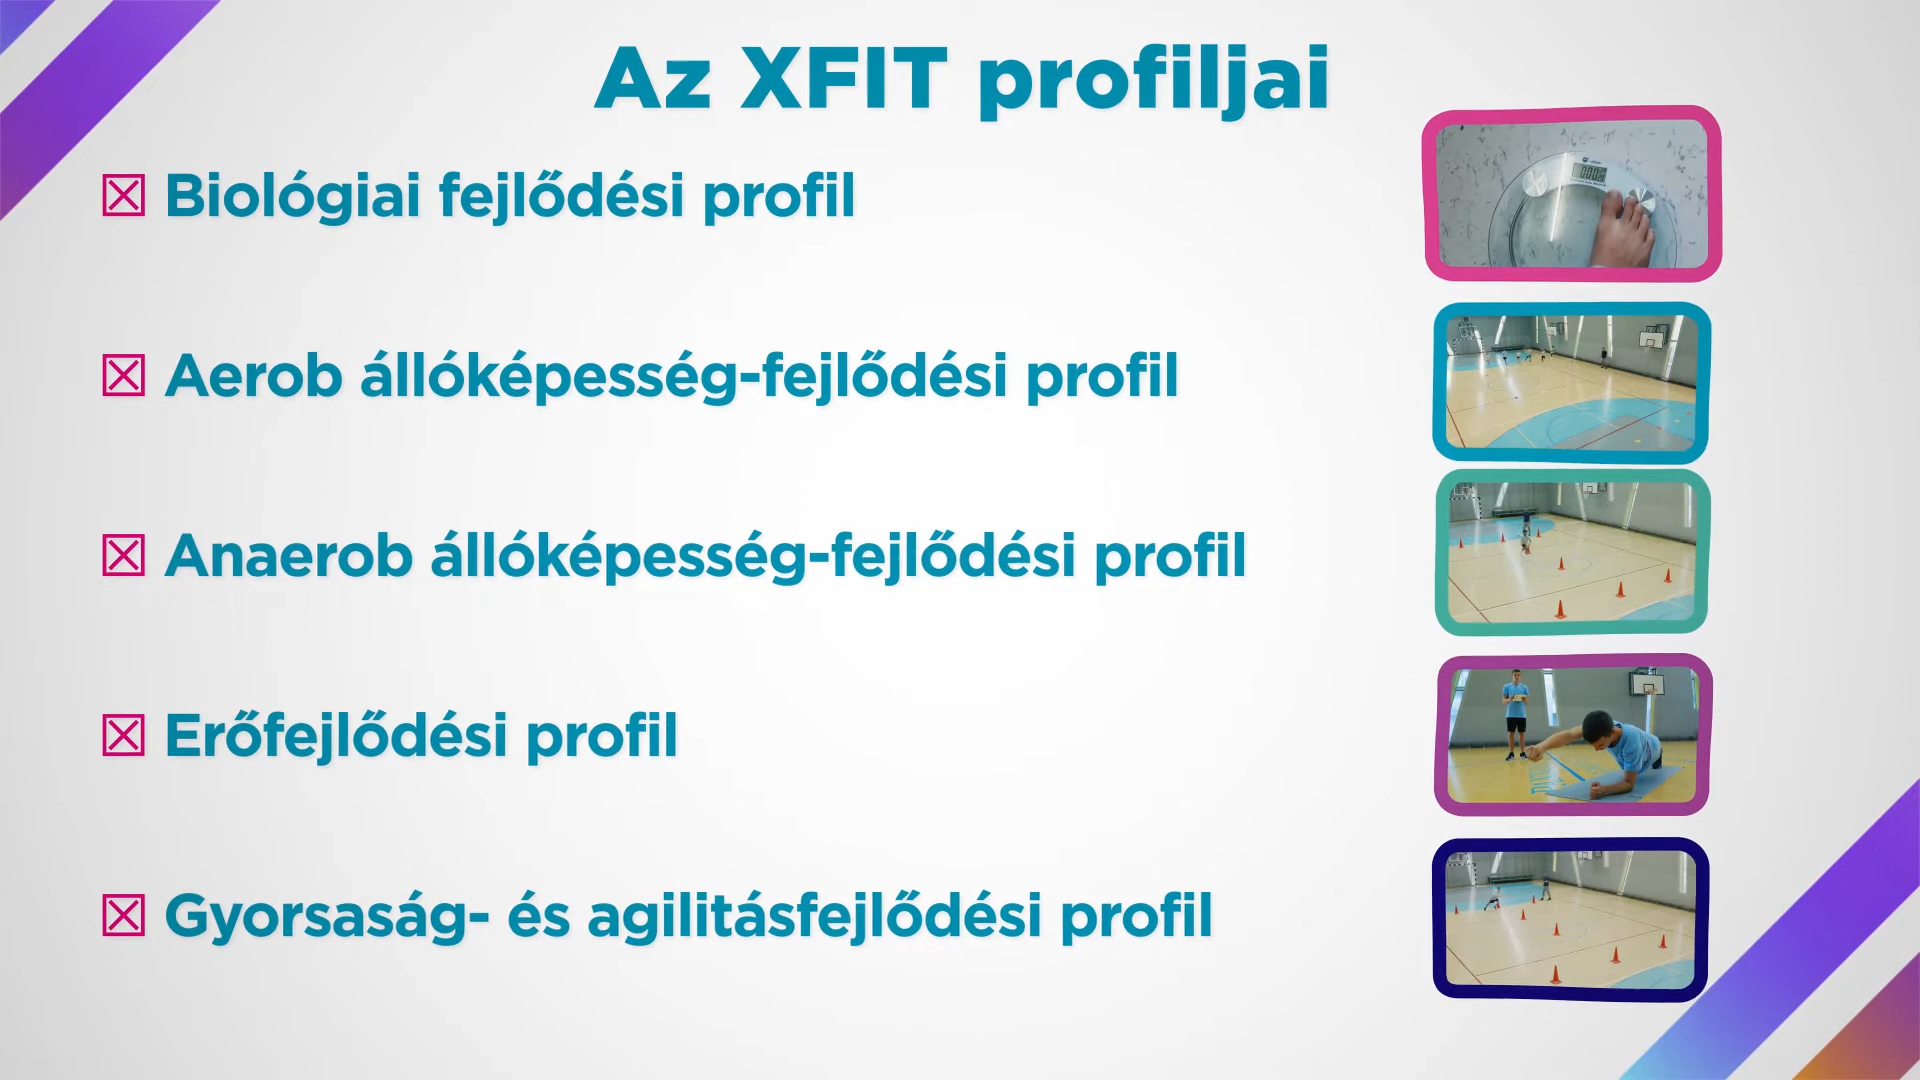 Az XFIT profiljai
Biológiai fejlődési profil
Aerob állóképesség-fejlődési profil
Anaerob állóképesség-fejlődési profil
Erőfejlődési profil
Gyorsaság- és agilitásfejlődési profil